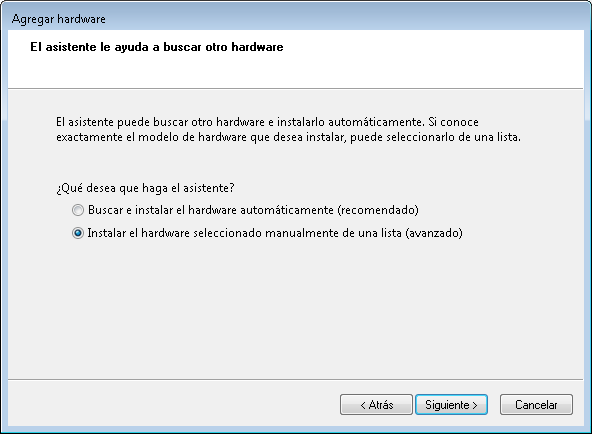 Agregar hardware
El asistente le ayuda a buscar otro hardware
El asistente puede buscar otro hardware e instalarlo automáticamente. Si conoce
exactamente el modelo de hardware que desea instalar, puede seleccionarlo de una lista.
¿Qué desea que haga el asistente?
Buscar e instalar el hardware automáticamente (recomendado)
Instalar el hardware seleccionado manualmente de una lista (avanzado)
< Atrás Siguiente > Cancelar